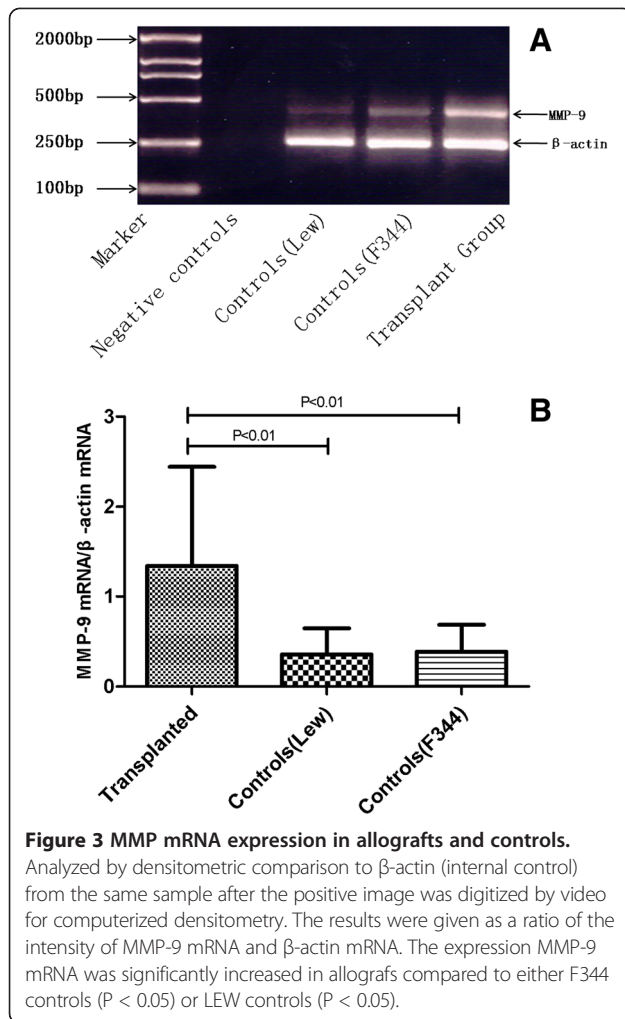 2000bp
A
500bp
MMP-9
250bp
β-actin
100bp
Marker
Negative controls
Controls(Lew)
Controls(F344)
Transplant Group
B
P<0.01
P<0.01
MMP-9 mRNA/β -actin mRNA
3
2
1
0
Transplanted
Controls(Lew)
Controls(F344)
Figure 3 MMP mRNA expression in allografts and controls.
Analyzed by densitometric comparison to β-actin (internal control)
from the same sample after the positive image was digitized by video
for computerized densitometry. The results were given as a ratio of the
intensity of MMP-9 mRNA and β-actin mRNA. The expression MMP-9
mRNA was significantly increased in allografs compared to either F344
controls (P < 0.05) or LEW controls (P < 0.05).